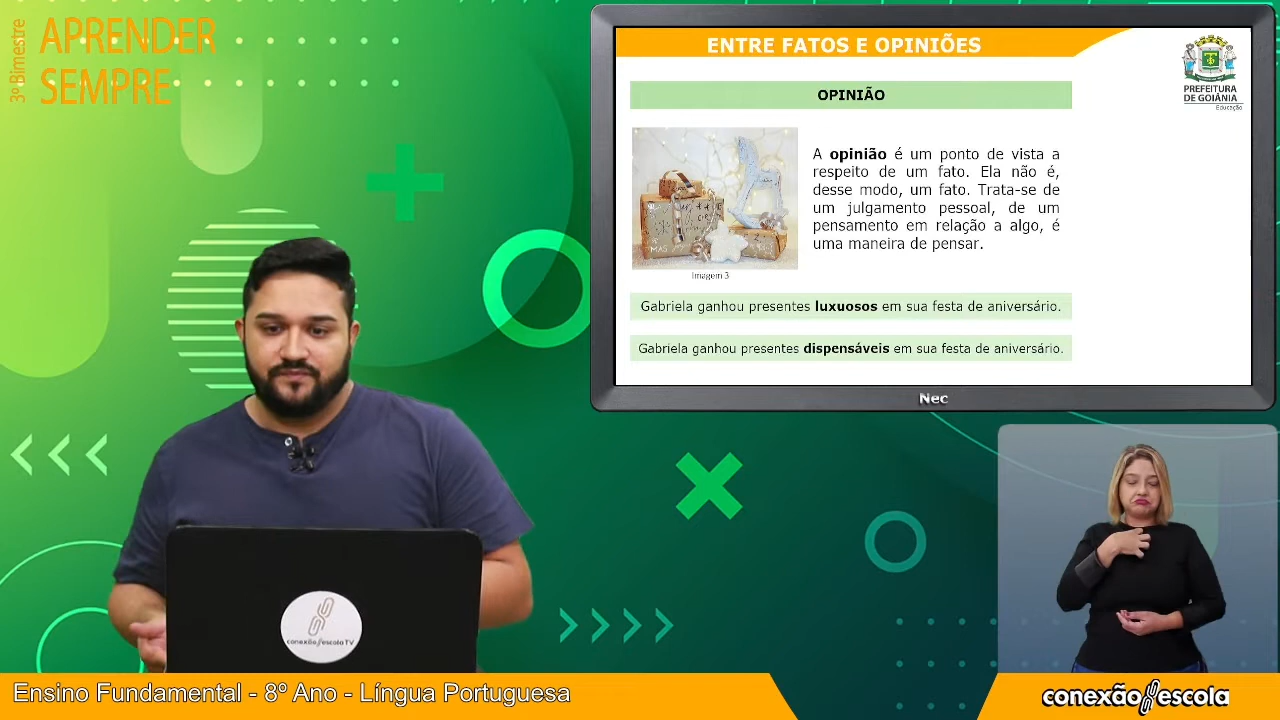 3º Bimestre
APRENDER
SEMPRE
ENTRE FATOS E OPINIÕES
PREFEITURA
DE GOIÂNIA
Educação
OPINIÃO
A opinião é um ponto de vista a
respeito de um fato. Ela não é,
desse modo, um fato. Trata-se de
um julgamento pessoal, de um
pensamento em relação a algo, é
uma maneira de pensar.
Imagem 3
Gabriela ganhou presentes luxuosos em sua festa de aniversário.
Gabriela ganhou presentes dispensáveis em sua festa de aniversário.
Nec
conexão escola TV
Ensino Fundamental - 8º Ano - Língua Portuguesa
conexão escola